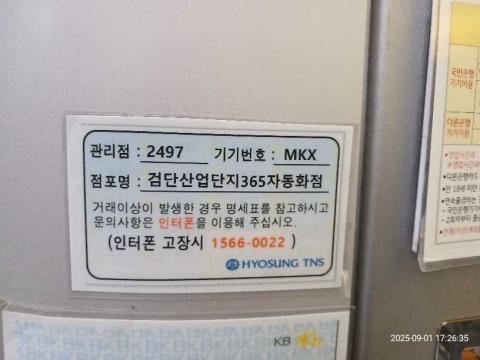 관리점 : 2497 기기번호 : MKX
점포명 : 검단산업단지365자동화점
거래이상이 발생한 경우 명세표를 참고하시고
문의사항은 인터폰을 이용해 주십시오.
(인터폰 고장시 1566-0022 )
HYOSUNG TNS
KB
국민은행
기기이용
다른은행
기기이용
2025-09-01 17:26:35